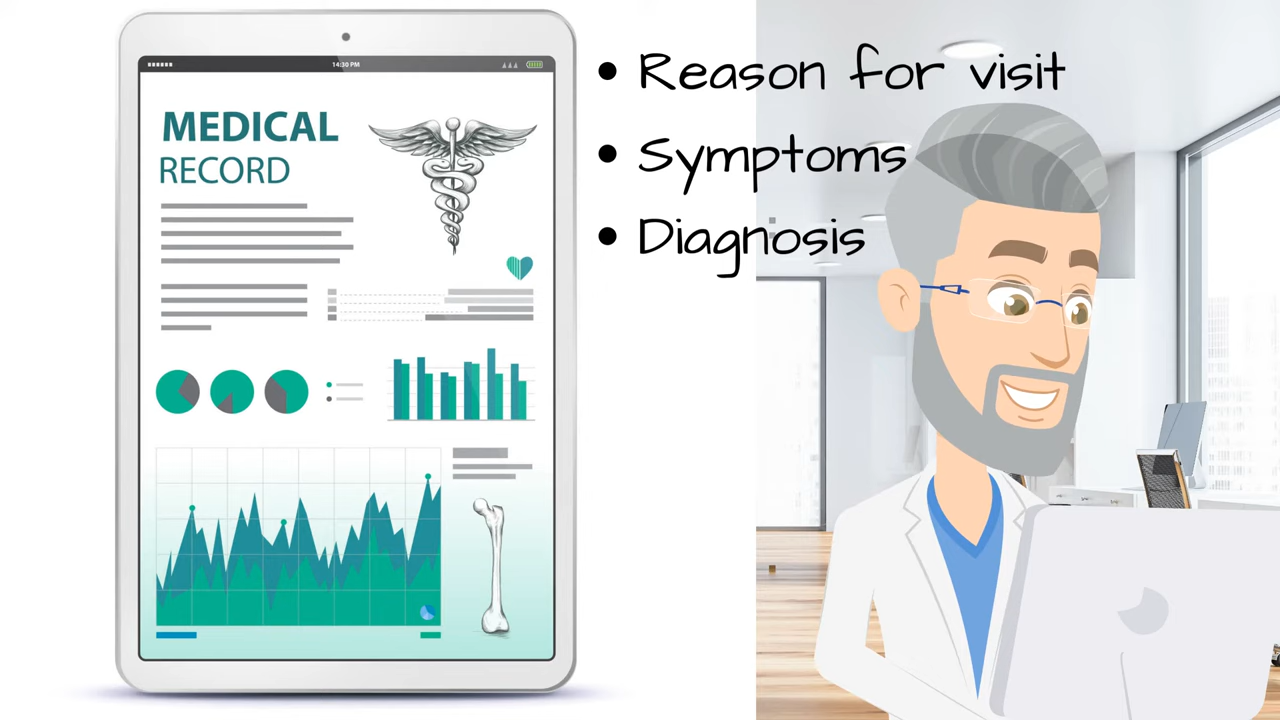 14:30 PM
MEDICAL
RECORD
• Reason for visit
• Symptoms
• Diagnosis